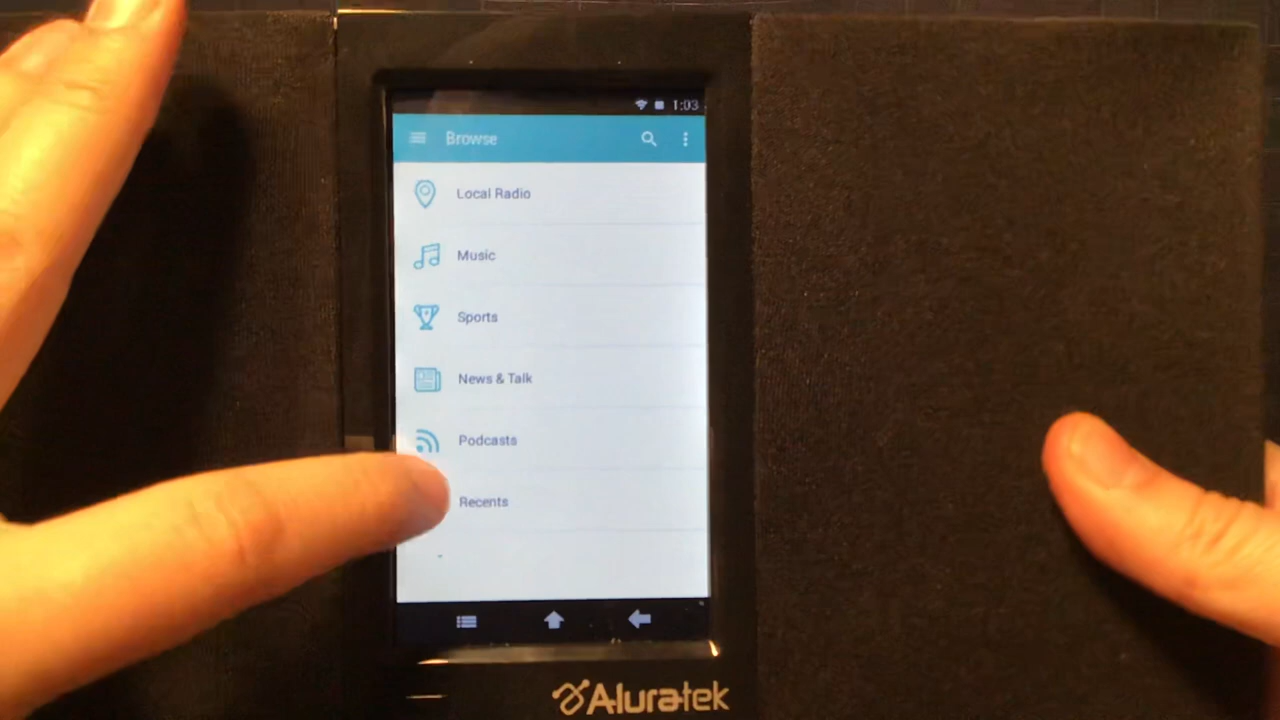 1:03
Browse
Local Radio
Music
Sports
News & Talk
Podcasts
Recents
Aluratek